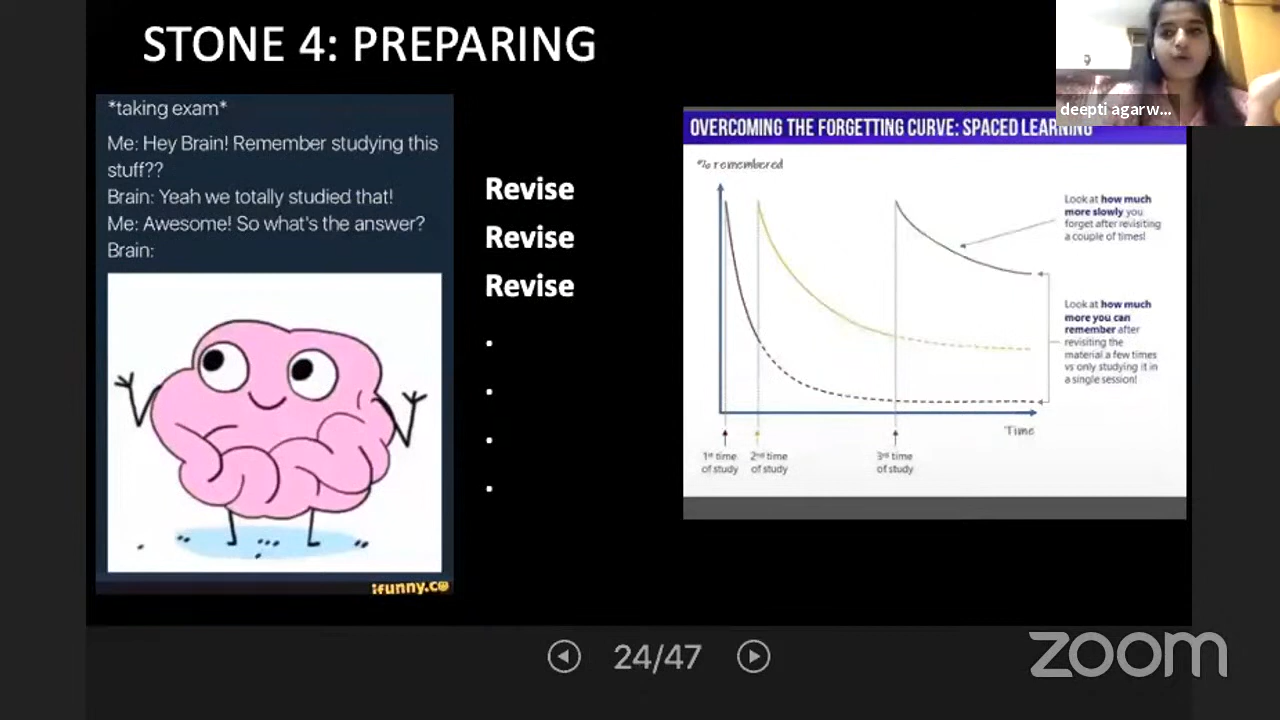 STONE 4: PREPARING
*taking exam*
Me: Hey Brain! Remember studying this
stuff??
Brain: Yeah we totally studied that!
Me: Awesome! So what's the answer?
Brain:
ifunny.co
Revise
Revise
Revise
.
.
.
.
deepti agarw...
OVERCOMING THE FORGETTING CURVE: SPACED LEARNING
% remembered
Look at how much
more slowly you
forget after revisiting
a couple of times!
Look at how much
more you can
remember after
revisiting the
material a few times
vs only studying it in
a single session!
Time
1st time
of study
2nd time
of study
3rd time
of study
24/47
zoom